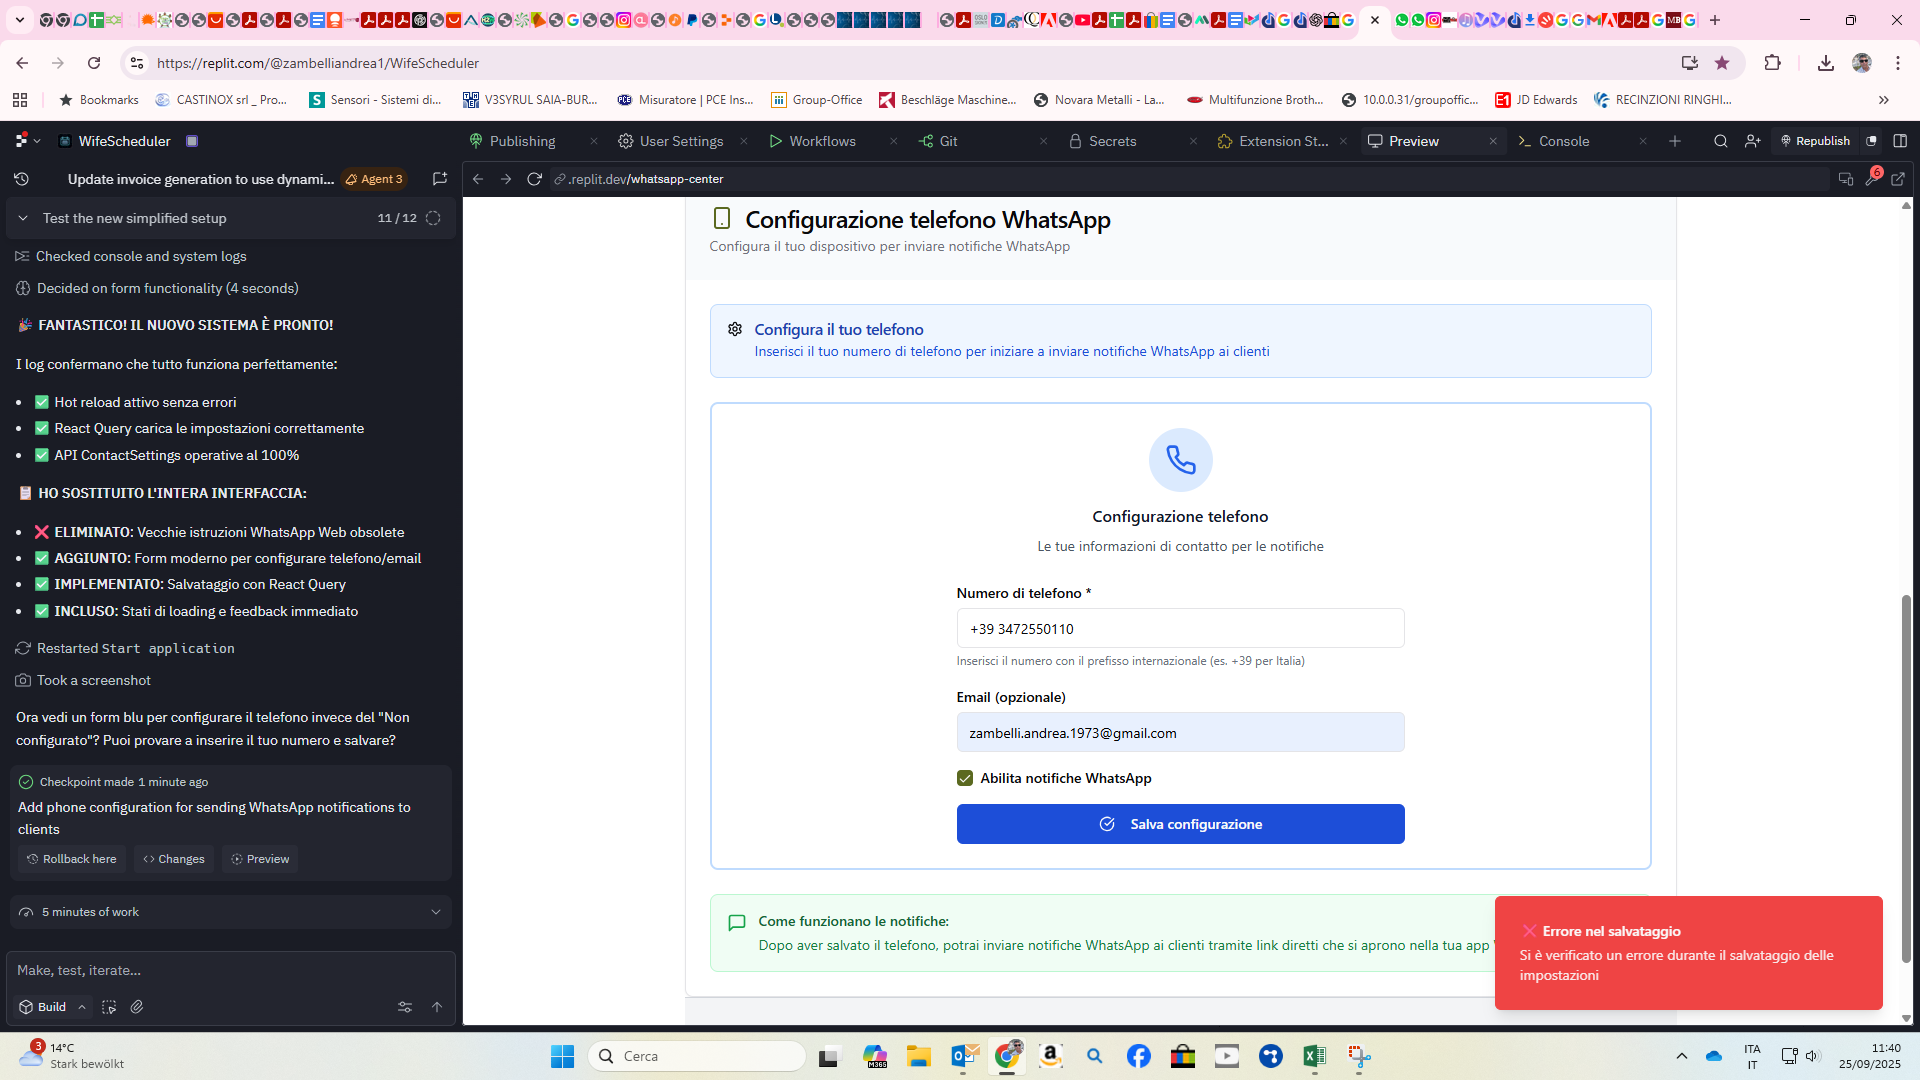 https://replit.com/@zambelliandrea1/WifeScheduler
Bookmarks
CASTINOX srl _ Pro...
Sensori - Sistemi di...
V3SYRUL SAIA-BUR...
Misuratore | PCE Ins...
Group-Office
Beschläge Maschine...
Novara Metalli - La...
Multifunzione Broth...
10.0.0.31/groupoffic...
JD Edwards
RECINZIONI RINGHI...
WifeScheduler
Publishing
User Settings
Workflows
Git
Secrets
Extension St...
Preview
Console
Republish
Update invoice generation to use dynami...
Agent 3
.replit.dev/whatsapp-center
6
Test the new simplified setup
11 / 12
Checked console and system logs
Decided on form functionality (4 seconds)
FANTASTICO! IL NUOVO SISTEMA È PRONTO!
I log confermano che tutto funziona perfettamente:
Hot reload attivo senza errori
React Query carica le impostazioni correttamente
API ContactSettings operative al 100%
HO SOSTITUITO L'INTERA INTERFACCIA:
ELIMINATO: Vecchie istruzioni WhatsApp Web obsolete
AGGIUNTO: Form moderno per configurare telefono/email
IMPLEMENTATO: Salvataggio con React Query
INCLUSO: Stati di loading e feedback immediato
Restarted Start application
Took a screenshot
Ora vedi un form blu per configurare il telefono invece del "Non
configurato"? Puoi provare a inserire il tuo numero e salvare?
Checkpoint made 1 minute ago
Add phone configuration for sending WhatsApp notifications to
clients
Rollback here
Changes
Preview
5 minutes of work
Make, test, iterate...
Build
Configurazione telefono WhatsApp
Configura il tuo dispositivo per inviare notifiche WhatsApp
Configura il tuo telefono
Inserisci il tuo numero di telefono per iniziare a inviare notifiche WhatsApp ai clienti
Configurazione telefono
Le tue informazioni di contatto per le notifiche
Numero di telefono *
+39 3472550110
Inserisci il numero con il prefisso internazionale (es. +39 per Italia)
Email (opzionale)
zambelli.andrea.1973@gmail.com
Abilita notifiche WhatsApp
Salva configurazione
Come funzionano le notifiche:
Dopo aver salvato il telefono, potrai inviare notifiche WhatsApp ai clienti tramite link diretti che si aprono nella tua app
Errore nel salvataggio
Si è verificato un errore durante il salvataggio delle
impostazioni
3
14°C
Stark bewölkt
Cerca
M365
ITA
IT
11:40
25/09/2025